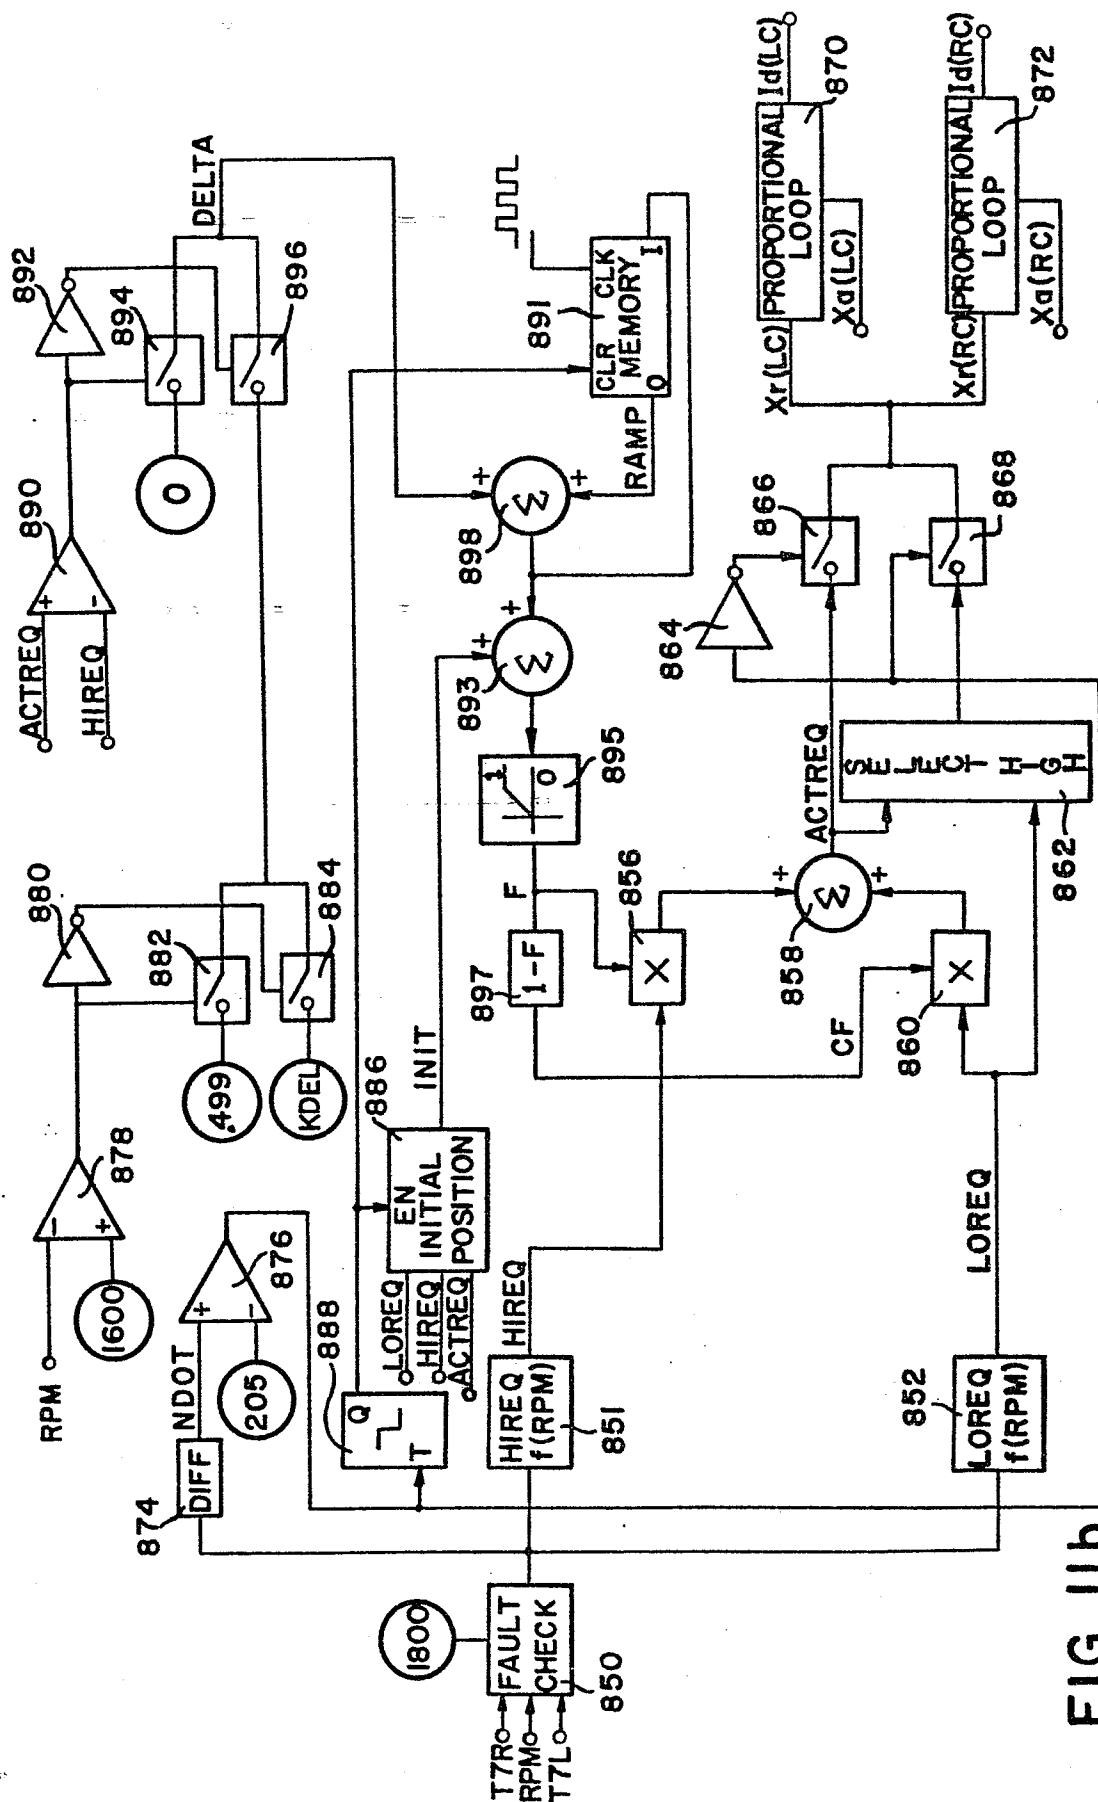 RPM
1600
878
880
882
.499
KDEL
884
ACTREQ
HIREQ
890
892
894
0
896
DELTA
874
DIFF
NDOT
205
876
888
Q
T
LOREQ
HIREQ
ACTREQ
EN
INITIAL
POSITION
886
INIT
893
Σ
898
Σ
RAMP
CLR CLK
MEMORY
O I
891
1800
FAULT
CHECK
850
T7R
RPM
T7L
HIREQ
f(RPM)
851
HIREQ
F
1-F
897
1
0
895
X
856
CF
X
860
Σ
858
ACTREQ
SELECT HIGH
862
864
866
868
LOREQ
f(RPM)
852
LOREQ
Xr(LC)
PROPORTIONAL
LOOP
Id(LC)
Xa(LC)
870
Xr(RC)
PROPORTIONAL
LOOP
Id(RC)
Xa(RC)
872
FIG. 11b